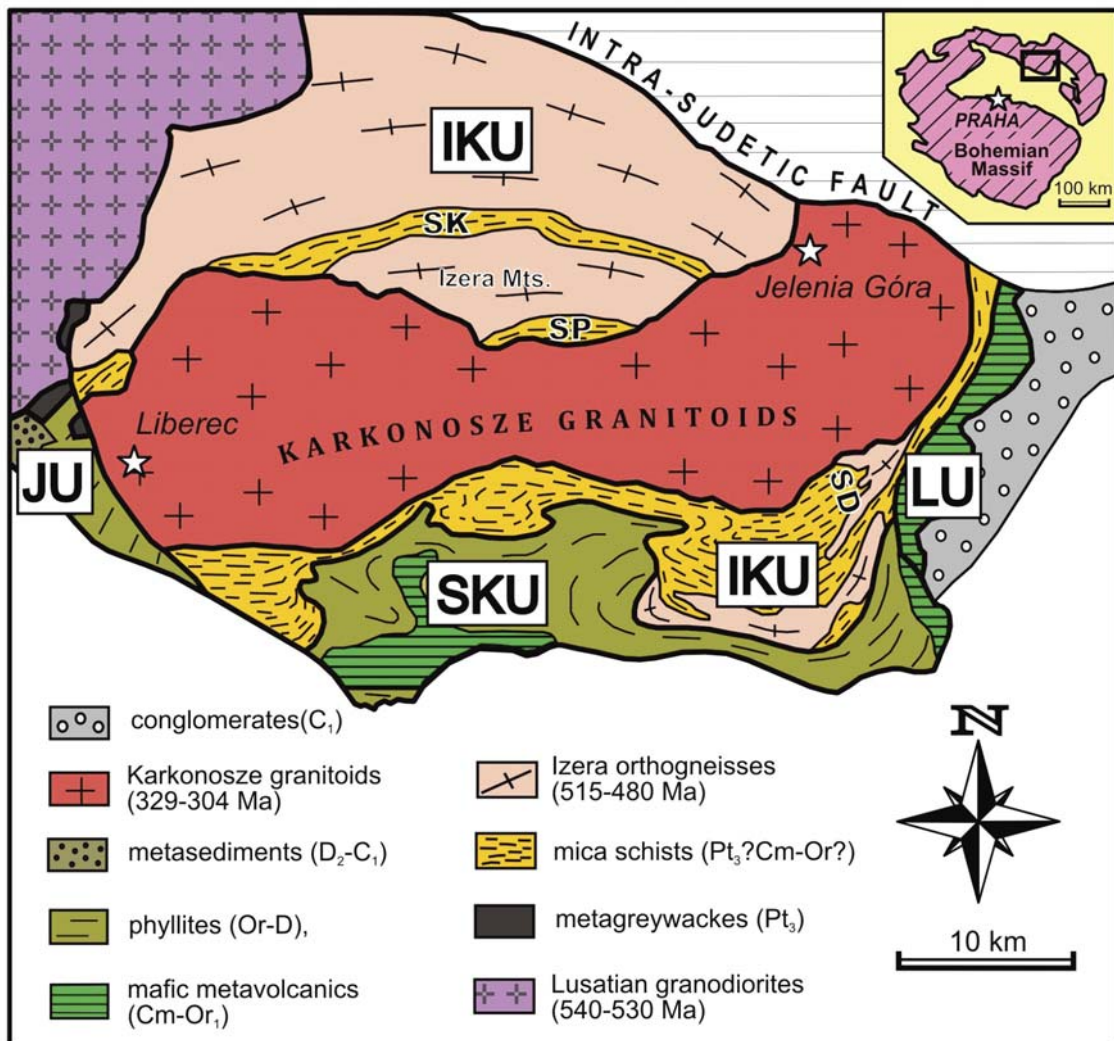 INTRA-SUDETIC FAULT
PRAHA
Bohemian
Massif
100 km
IKU
SK
Izera Mts.
SP
Jelenia Góra
Liberec
KARKONOSZE GRANITOIDS
JU
SD
LU
SKU
IKU
conglomerates(C₁)
Karkonosze granitoids
(329-304 Ma)
metasediments (D₂-C₁)
phyllites (Or-D),
mafic metavolcanics
(Cm-Or₁)
Izera orthogneisses
(515-480 Ma)
mica schists (Pt₃?Cm-Or?)
metagreywackes (Pt₃)
Lusatian granodiorites
(540-530 Ma)
N
10 km